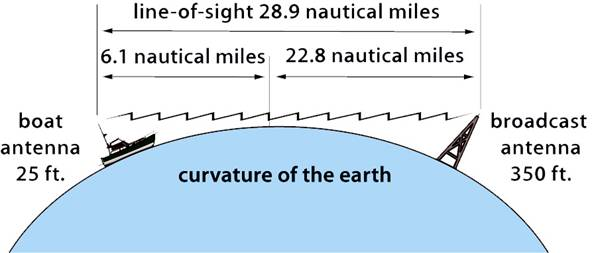 line-of-sight 28.9 nautical miles
6.1 nautical miles
22.8 nautical miles
boat
antenna
25 ft.
curvature of the earth
broadcast
antenna
350 ft.